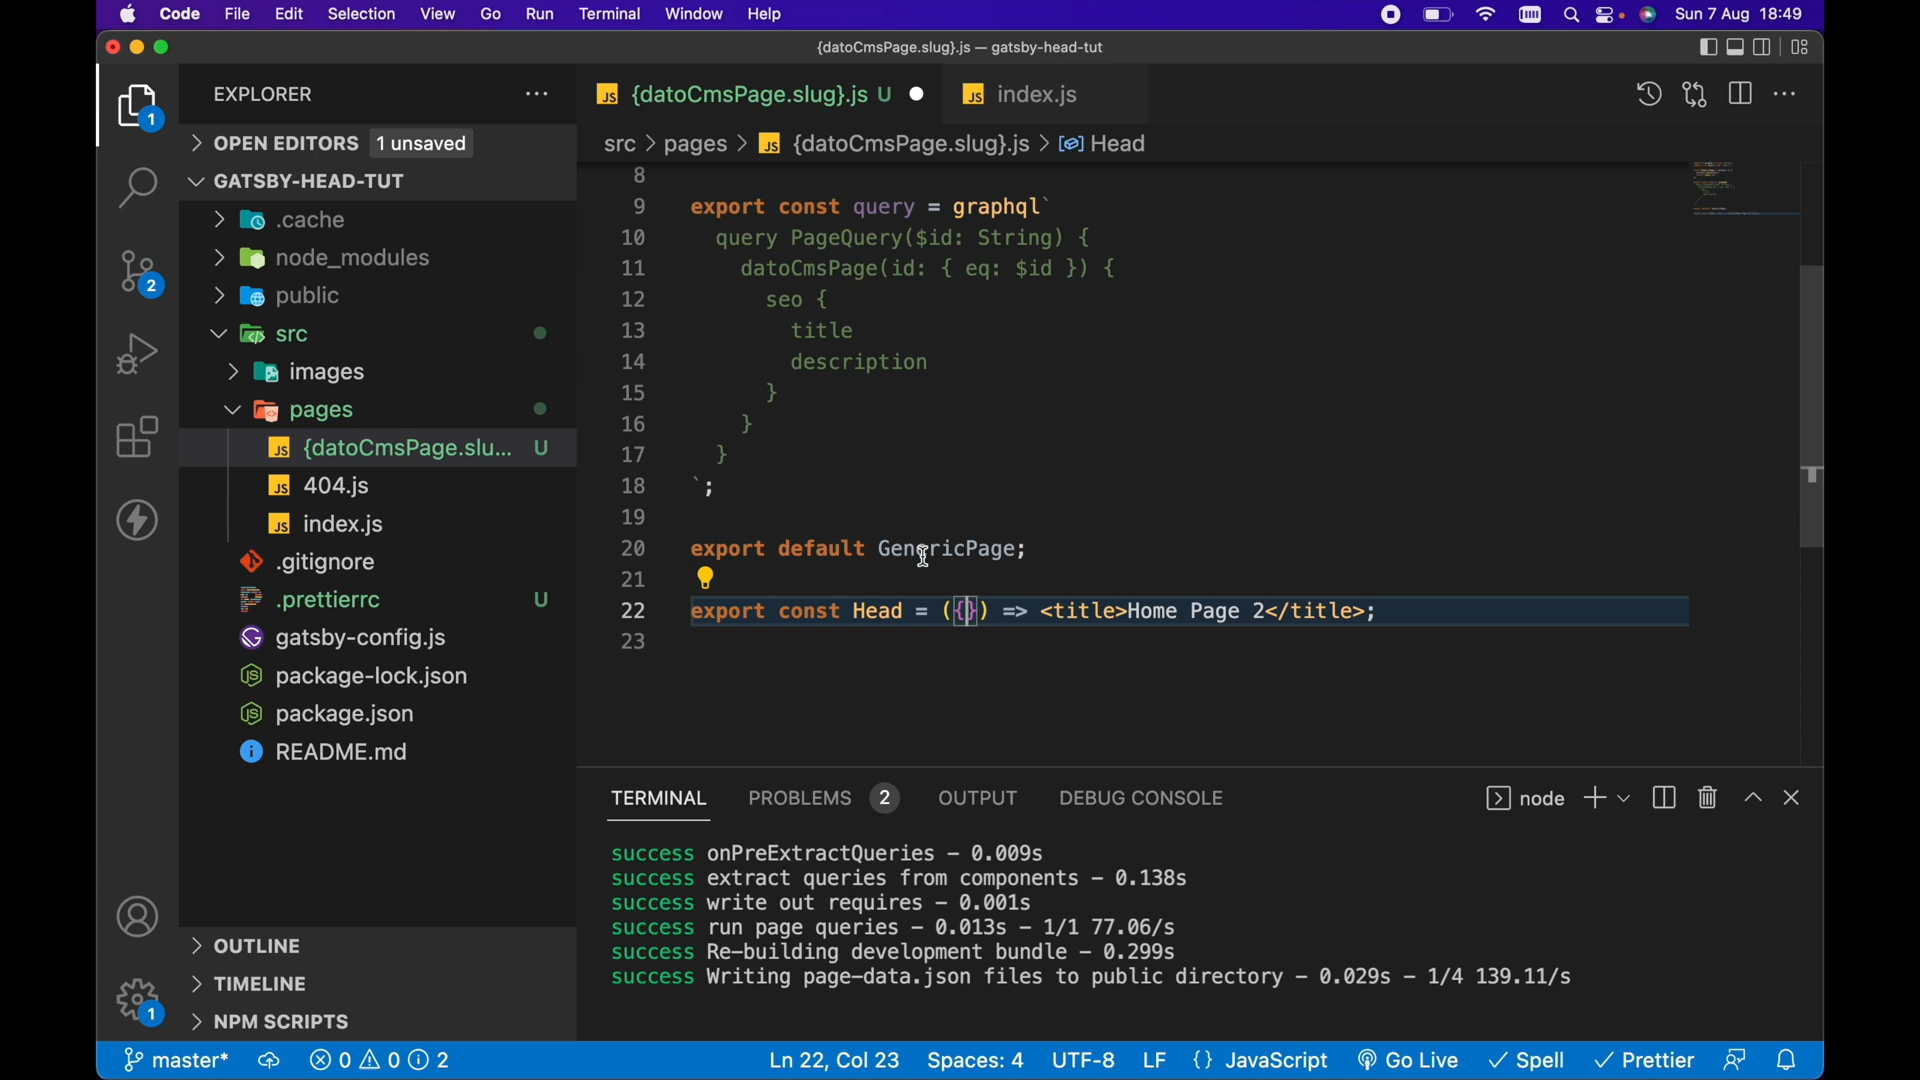 Code File Edit Selection View Go Run Terminal Window Help Sun 7 Aug 18:49
{datoCmsPage.slug}.js — gatsby-head-tut
EXPLORER
OPEN EDITORS 1 unsaved
GATSBY-HEAD-TUT
.cache
node_modules
public
src
images
pages
{datoCmsPage.slu... U
404.js
index.js
.gitignore
.prettierrc U
gatsby-config.js
package-lock.json
package.json
README.md
OUTLINE
TIMELINE
NPM SCRIPTS
1
2
1
JS {datoCmsPage.slug}.js U
JS index.js
src > pages > JS {datoCmsPage.slug}.js > Head
8
9 export const query = graphql`
10 query PageQuery($id: String) {
11 datoCmsPage(id: { eq: $id }) {
12 seo {
13 title
14 description
15 }
16 }
17 }
18 `;
19
20 export default GenericPage;
21
22 export const Head = ({}) => <title>Home Page 2</title>;
23
TERMINAL PROBLEMS 2 OUTPUT DEBUG CONSOLE node
success onPreExtractQueries - 0.009s
success extract queries from components - 0.138s
success write out requires - 0.001s
success run page queries - 0.013s - 1/1 77.06/s
success Re-building development bundle - 0.299s
success Writing page-data.json files to public directory - 0.029s - 1/4 139.11/s
master* 0 0 2 Ln 22, Col 23 Spaces: 4 UTF-8 LF {} JavaScript Go Live Spell Prettier